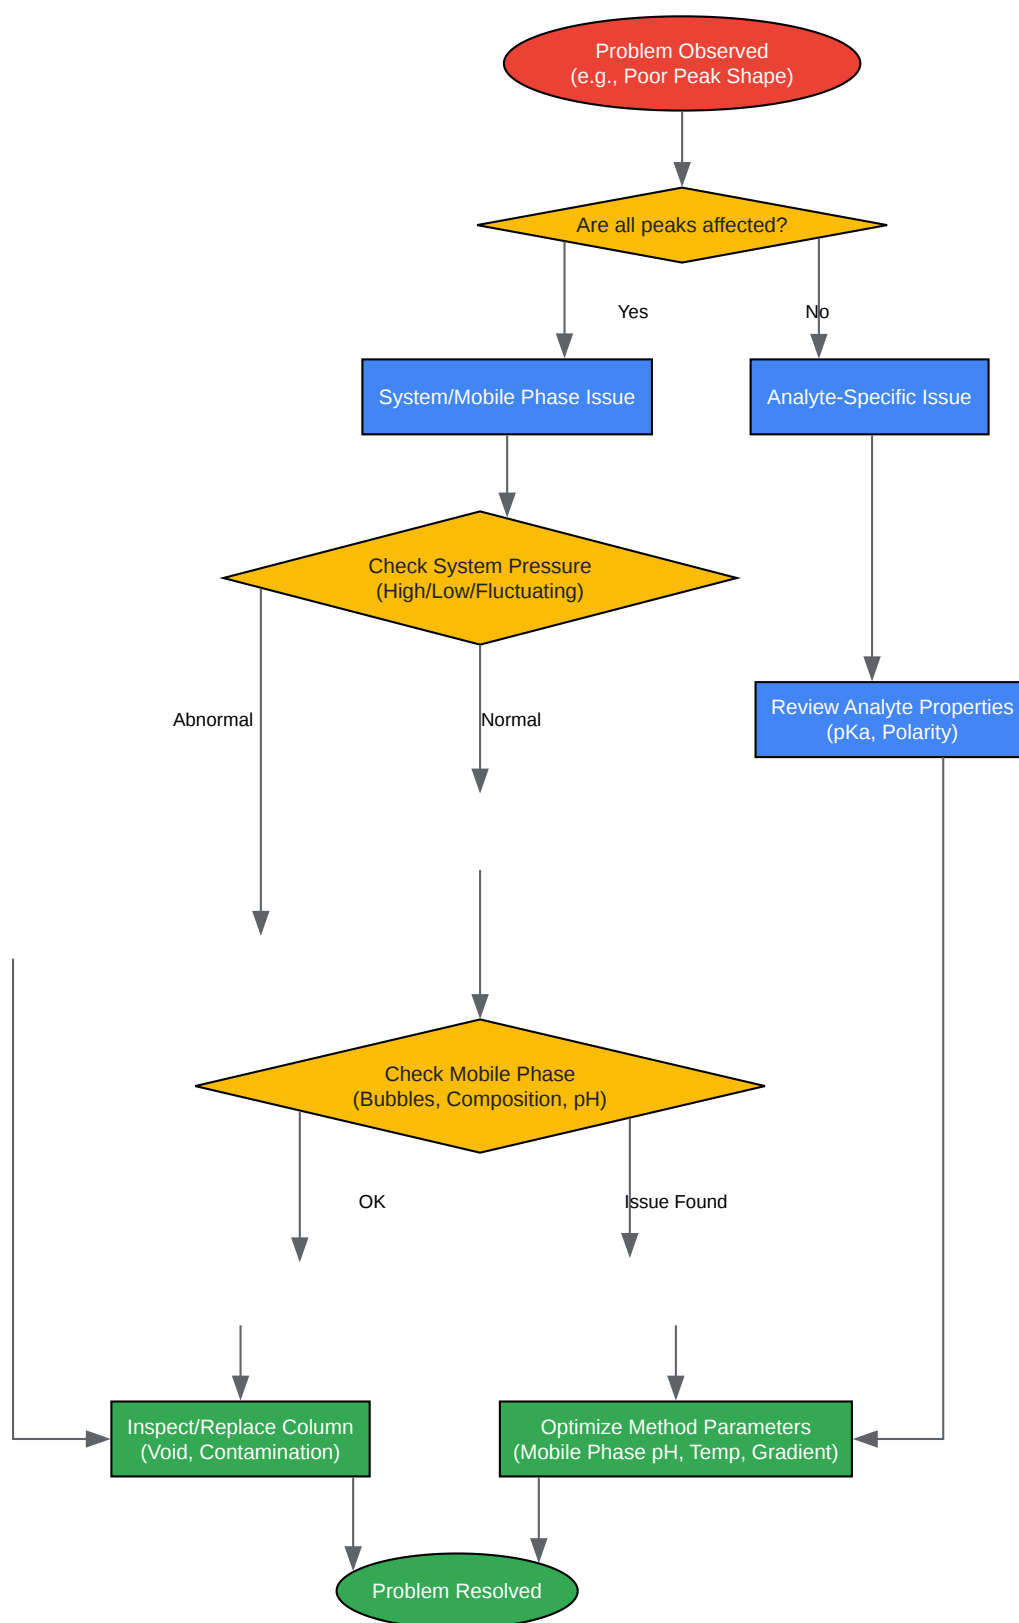 Problem Observed
(e.g., Poor Peak Shape)
Are all peaks affected?
Yes
No
System/Mobile Phase Issue
Analyte-Specific Issue
Check System Pressure
(High/Low/Fluctuating)
Abnormal
Normal
Review Analyte Properties
(pKa, Polarity)
Check Mobile Phase
(Bubbles, Composition, pH)
OK
Issue Found
Inspect/Replace Column
(Void, Contamination)
Optimize Method Parameters
(Mobile Phase pH, Temp, Gradient)
Problem Resolved